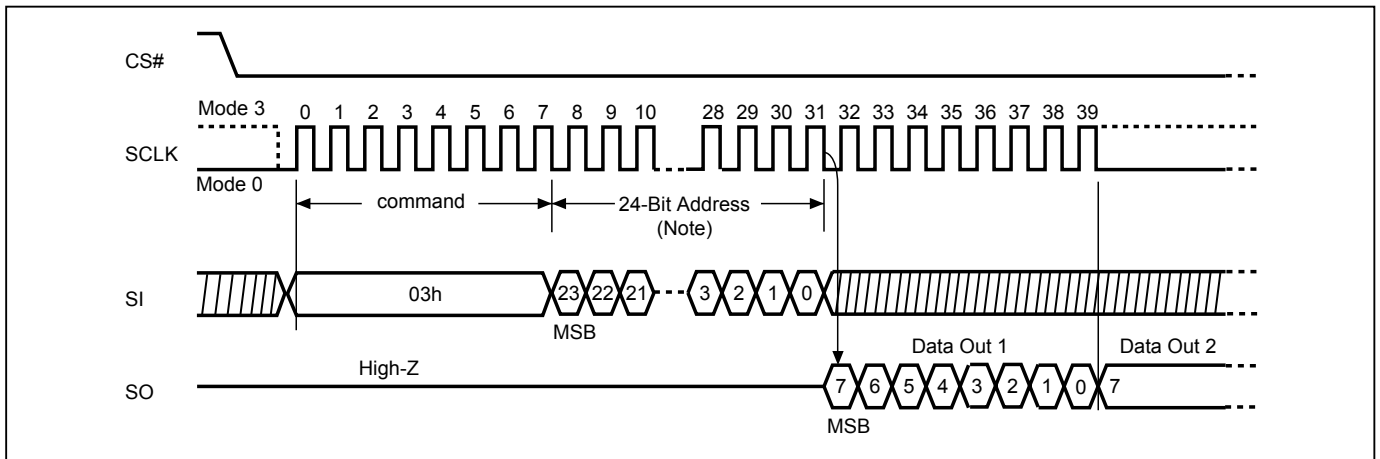 CS#
Mode 3
0 1 2 3 4 5 6 7 8 9 10 28 29 30 31 32 33 34 35 36 37 38 39
SCLK
Mode 0
command
24-Bit Address
(Note)
SI
03h
23 22 21 3 2 1 0
MSB
Data Out 1
Data Out 2
High-Z
SO
7 6 5 4 3 2 1 0 7
MSB